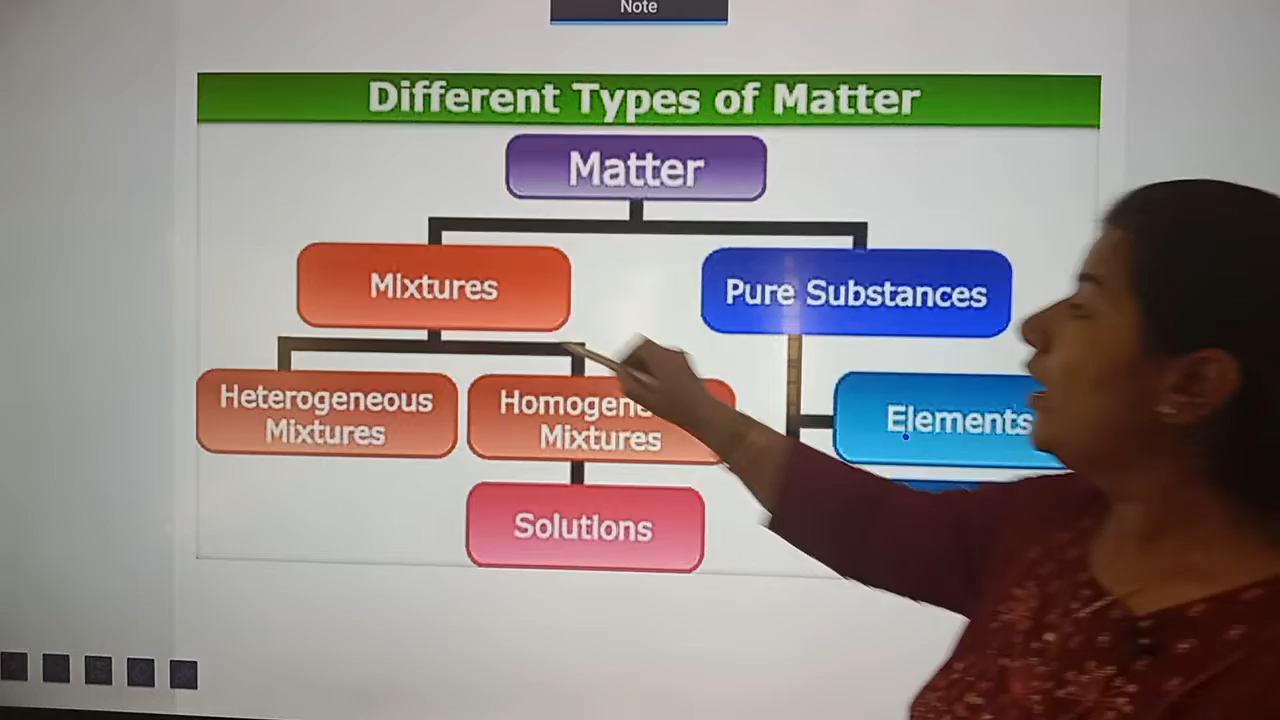 Note
Different Types of Matter
Matter
Mixtures
Pure Substances
Heterogeneous
Mixtures
Mixtures
Elements
Solutions